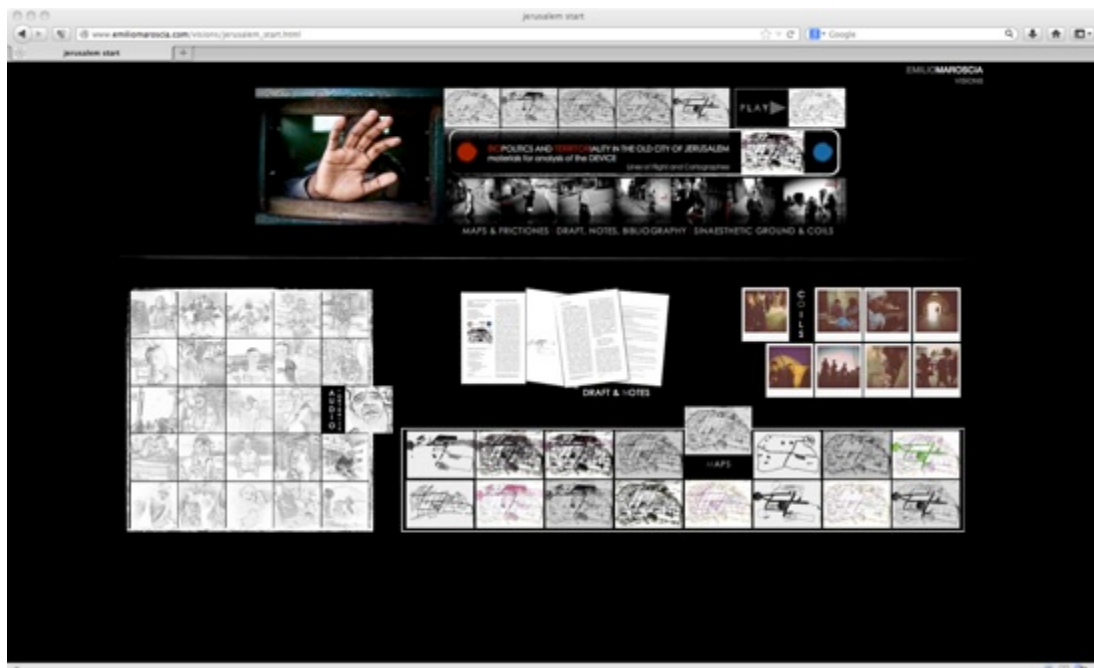 jerusalem start
www.emiliomaroscia.com/visions/jerusalem_start.html
Google
jerusalem start
EMILIOMAROSCIA
VISIONS
PLAY
BIOPOLITICS AND TERRITORIALITY IN THE OLD CITY OF JERUSALEM
materials for analysis of the DEVICE
Lines of Flight and Cartographies
MAPS & FRICTIONES DRAFT, NOTES, BIBLIOGRAPHY SINAESTHETIC GROUND & COILS
COILS
AUDIO
DRAFT & NOTES
MAPS